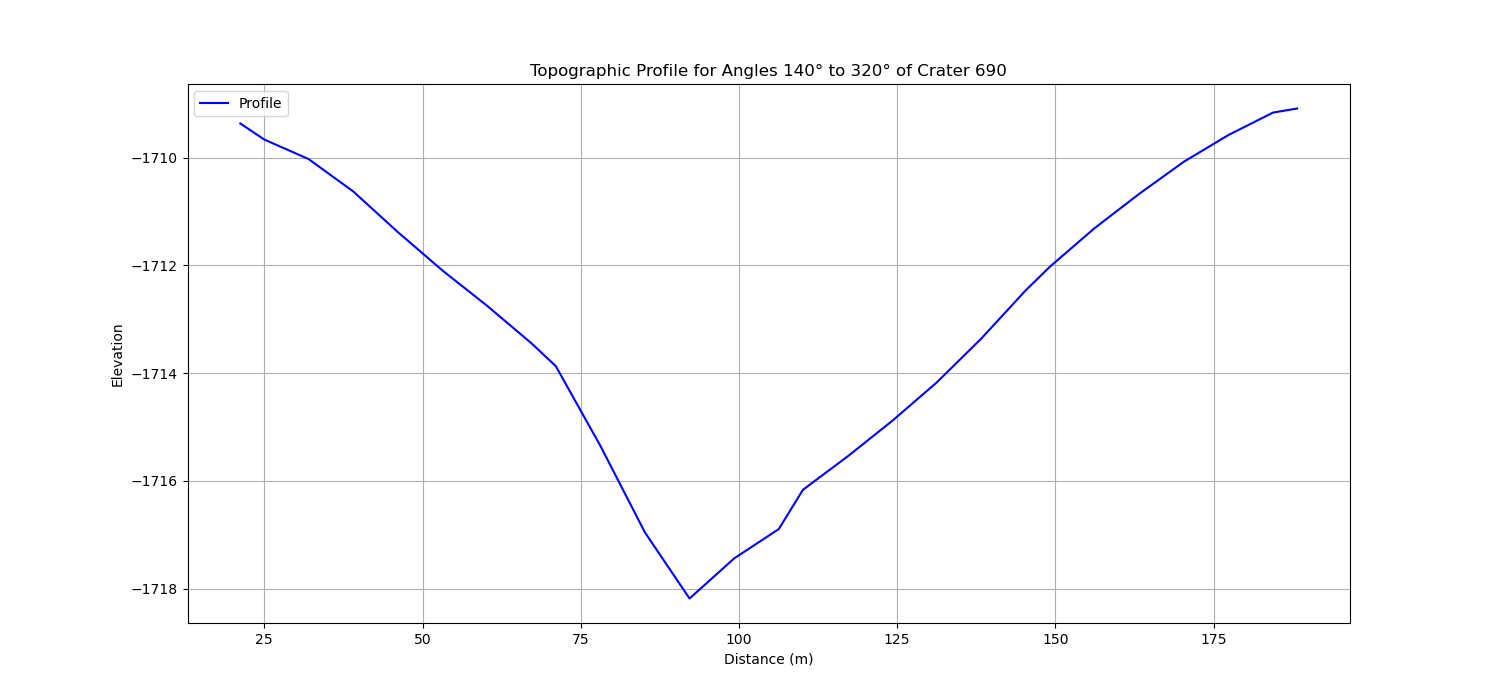 Topographic Profile for Angles 140° to 320° of Crater 690
Profile
−1710
−1712
−1714
−1716
−1718
Elevation
25 50 75 100 125 150 175
Distance (m)